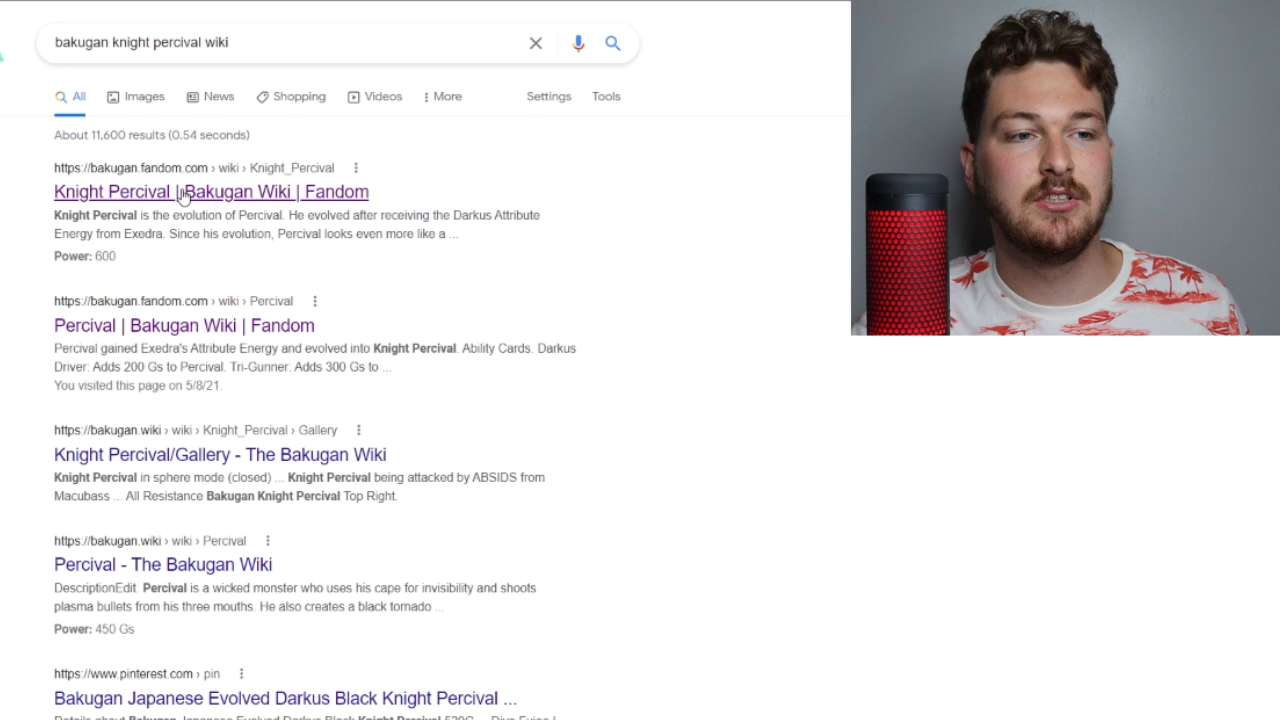 bakugan knight percival wiki
All Images News Shopping Videos More Settings Tools
About 11,600 results (0.54 seconds)
https://bakugan.fandom.com › wiki › Knight_Percival
Knight Percival | Bakugan Wiki | Fandom
Knight Percival is the evolution of Percival. He evolved after receiving the Darkus Attribute
Energy from Exedra. Since his evolution, Percival looks even more like a ...
Power: 600
https://bakugan.fandom.com › wiki › Percival
Percival | Bakugan Wiki | Fandom
Percival gained Exedra's Attribute Energy and evolved into Knight Percival. Ability Cards. Darkus
Driver: Adds 200 Gs to Percival. Tri-Gunner: Adds 300 Gs to ...
You visited this page on 5/8/21.
https://bakugan.wiki › wiki › Knight_Percival › Gallery
Knight Percival/Gallery - The Bakugan Wiki
Knight Percival in sphere mode (closed) ... Knight Percival being attacked by ABSIDS from
Macubass ... All Resistance Bakugan Knight Percival Top Right.
https://bakugan.wiki › wiki › Percival
Percival - The Bakugan Wiki
DescriptionEdit. Percival is a wicked monster who uses his cape for invisibility and shoots
plasma bullets from his three mouths. He also creates a black tornado ...
Power: 450 Gs
https://www.pinterest.com › pin
Bakugan Japanese Evolved Darkus Black Knight Percival ...
Details about Bakugan Japanese Evolved Darkus Black Knight Percival